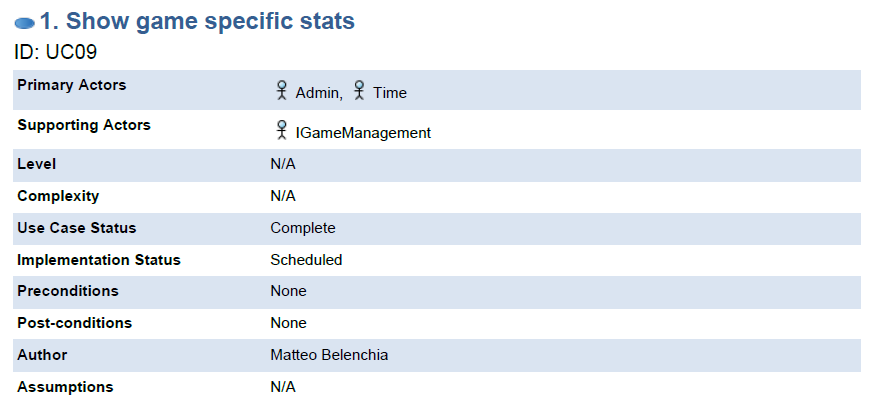 1. Show game specific stats
ID: UC09
Primary Actors Admin, Time
Supporting Actors IGameManagement
Level N/A
Complexity N/A
Use Case Status Complete
Implementation Status Scheduled
Preconditions None
Post-conditions None
Author Matteo Belenchia
Assumptions N/A